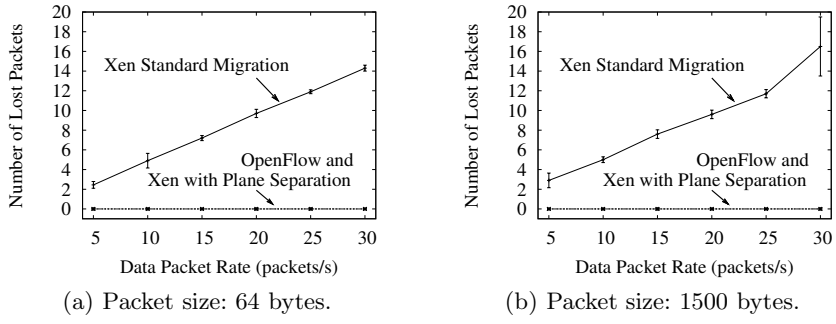 Number of Lost Packets
20
18
16
14
12
10
8
6
4
2
0
Xen Standard Migration
OpenFlow and
Xen with Plane Separation
5 10 15 20 25 30
Data Packet Rate (packets/s)
(a) Packet size: 64 bytes.
Number of Lost Packets
20
18
16
14
12
10
8
6
4
2
0
Xen Standard Migration
OpenFlow and
Xen with Plane Separation
5 10 15 20 25 30
Data Packet Rate (packets/s)
(b) Packet size: 1500 bytes.